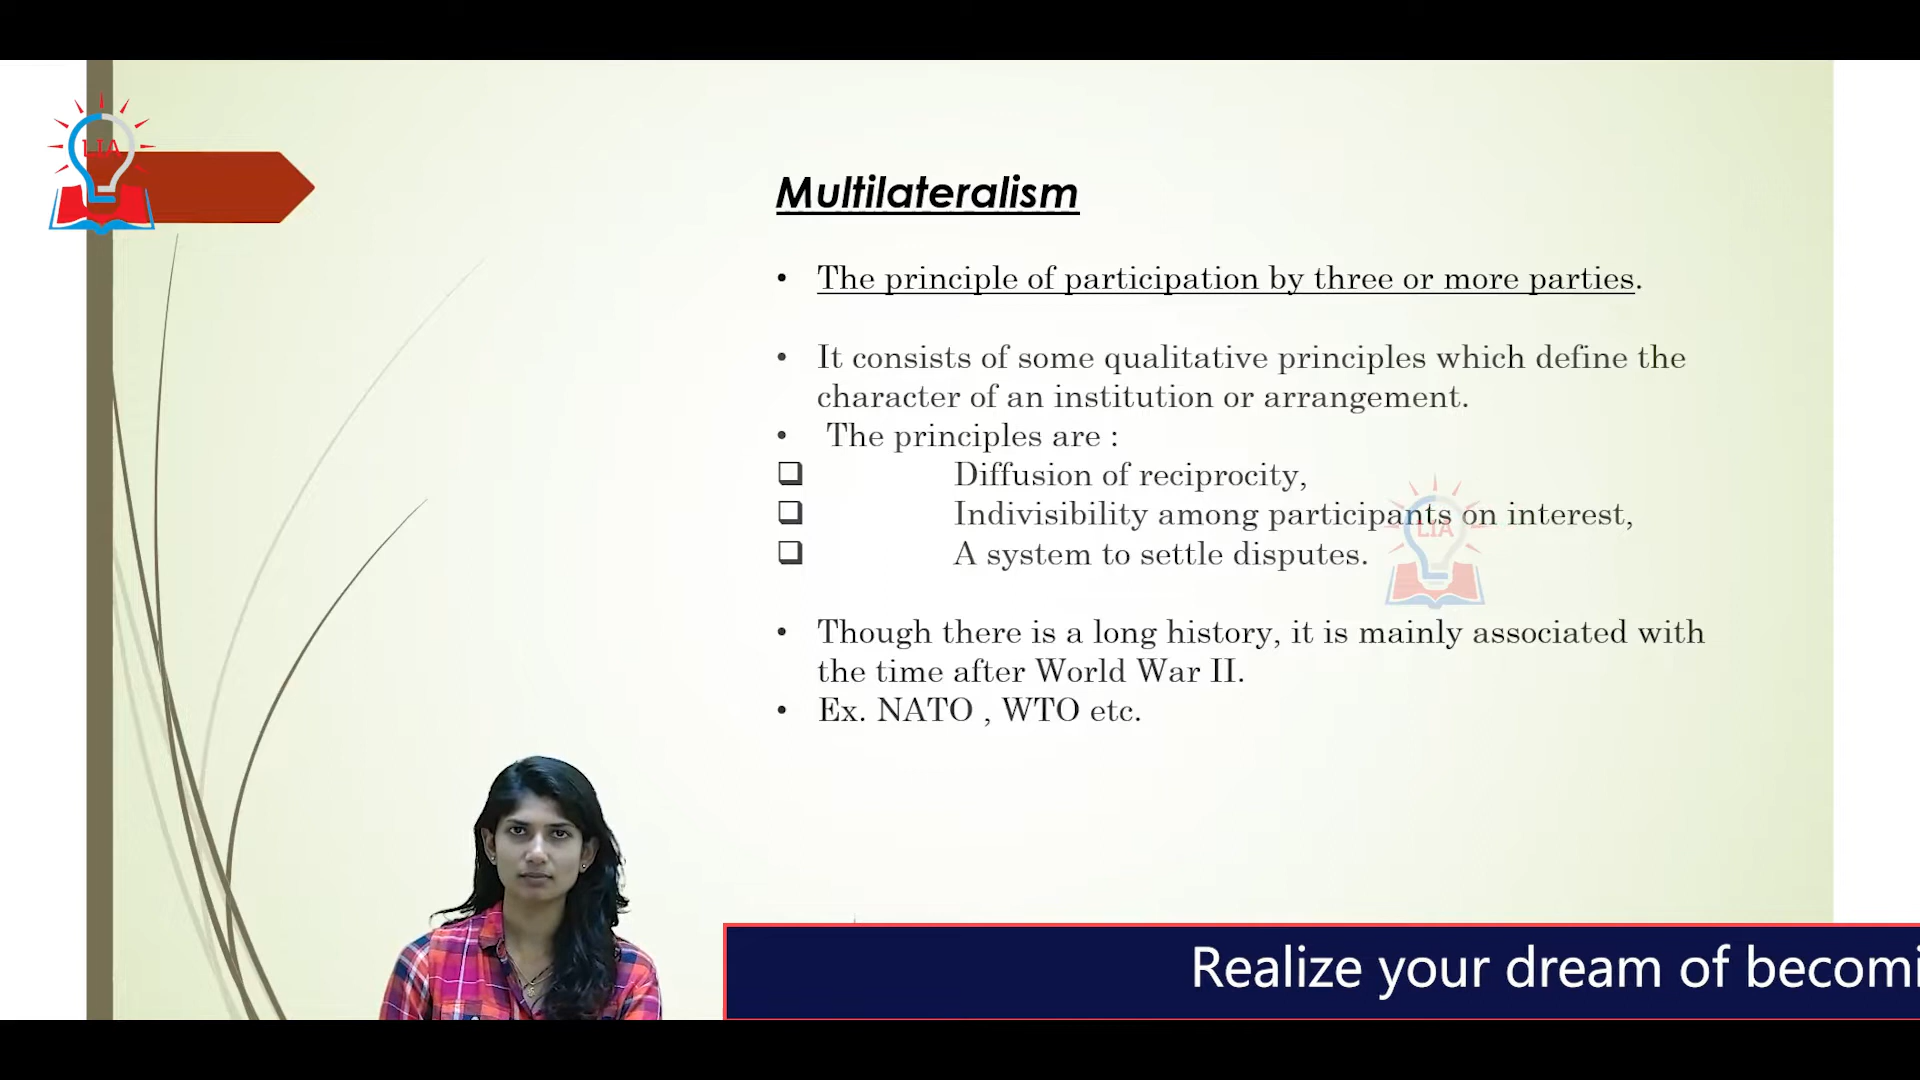 LIA
Multilateralism
• The principle of participation by three or more parties.
• It consists of some qualitative principles which define the
character of an institution or arrangement.
• The principles are :
❑ Diffusion of reciprocity,
❑ Indivisibility among participants on interest,
❑ A system to settle disputes.
LIA
• Though there is a long history, it is mainly associated with
the time after World War II.
• Ex. NATO , WTO etc.
Realize your dream of becomi